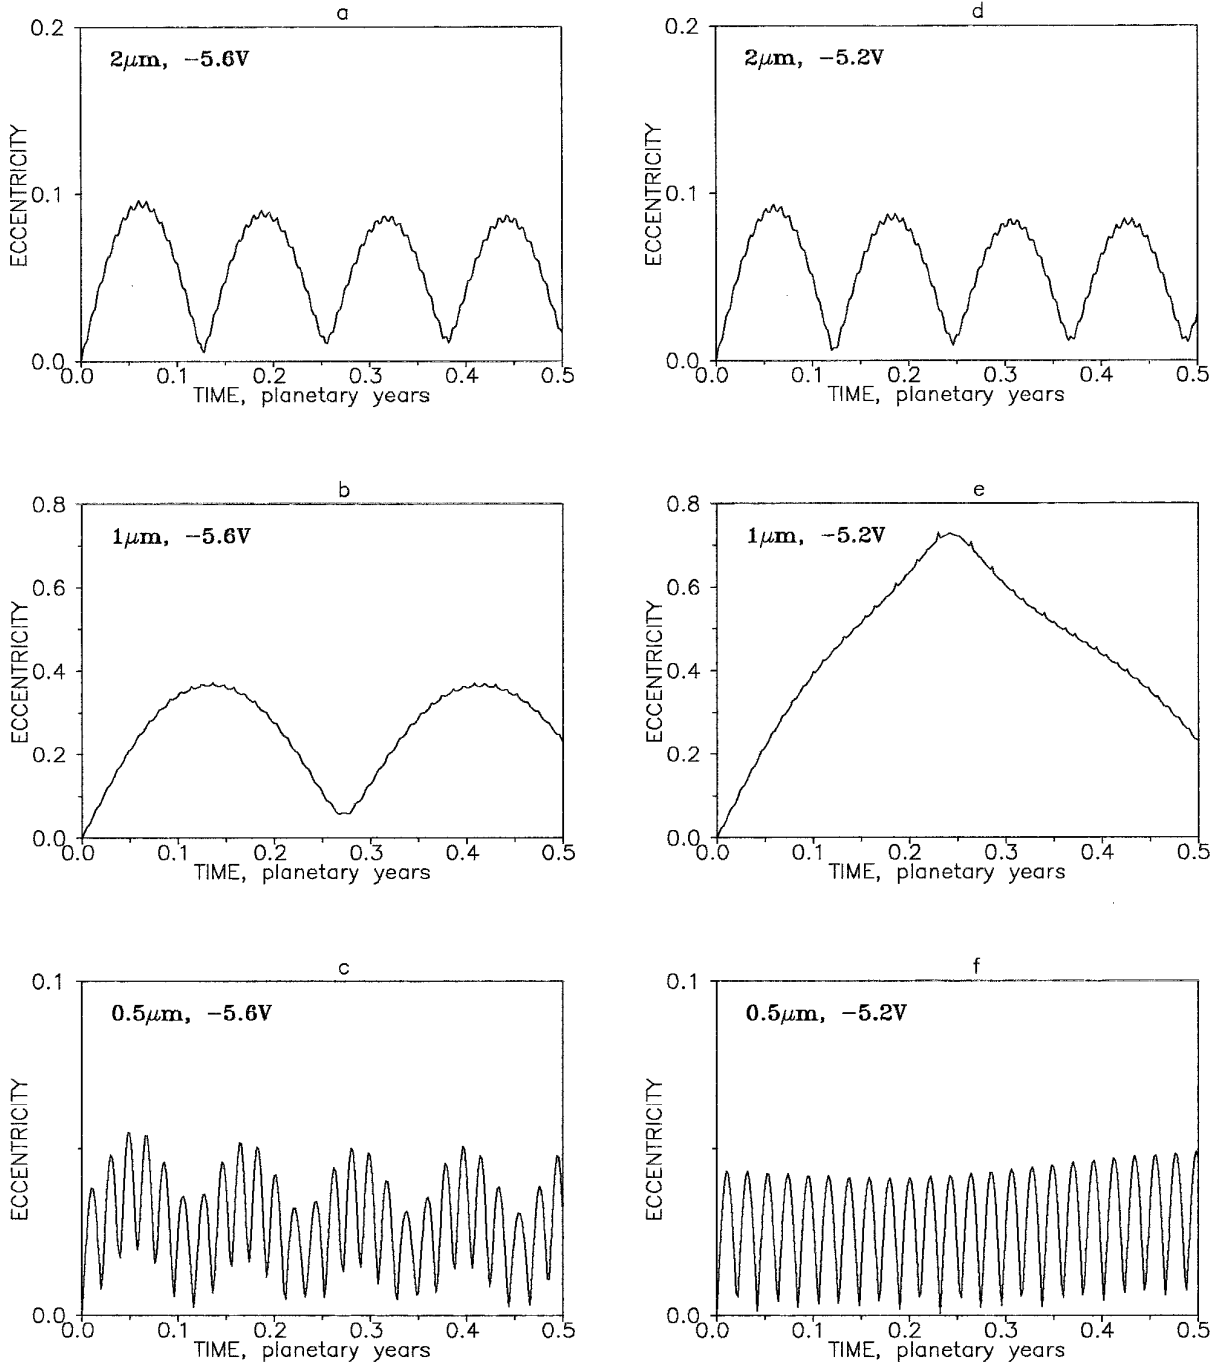 a
0.2
2μm, −5.6V
ECCENTRICITY
0.1
0.0
0.0 0.1 0.2 0.3 0.4 0.5
TIME, planetary years
d
0.2
2μm, −5.2V
ECCENTRICITY
0.1
0.0
0.0 0.1 0.2 0.3 0.4 0.5
TIME, planetary years
b
0.8
1μm, −5.6V
0.6
ECCENTRICITY
0.4
0.2
0.0
0.0 0.1 0.2 0.3 0.4 0.5
TIME, planetary years
e
0.8
1μm, −5.2V
0.6
ECCENTRICITY
0.4
0.2
0.0
0.0 0.1 0.2 0.3 0.4 0.5
TIME, planetary years
c
0.1
0.5μm, −5.6V
ECCENTRICITY
0.0
0.0 0.1 0.2 0.3 0.4 0.5
TIME, planetary years
f
0.1
0.5μm, −5.2V
ECCENTRICITY
0.0
0.0 0.1 0.2 0.3 0.4 0.5
TIME, planetary years